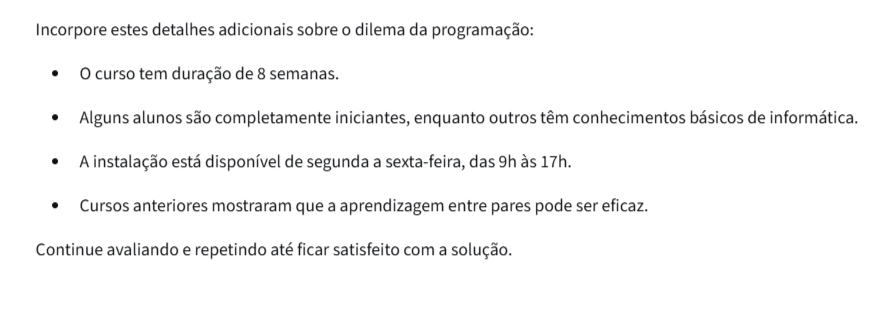 Incorpore estes detalhes adicionais sobre o dilema da programação:
• O curso tem duração de 8 semanas.
• Alguns alunos são completamente iniciantes, enquanto outros têm conhecimentos básicos de informática.
• A instalação está disponível de segunda a sexta-feira, das 9h às 17h.
• Cursos anteriores mostraram que a aprendizagem entre pares pode ser eficaz.
Continue avaliando e repetindo até ficar satisfeito com a solução.